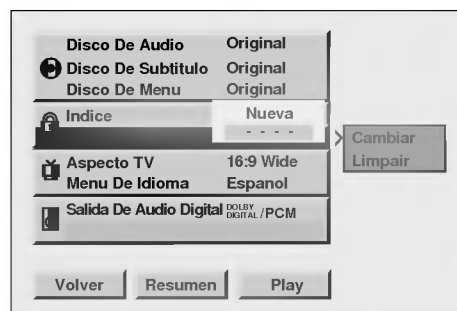 Disco De Audio Original
Disco De Subtitulo Original
Disco De Menu Original
Indice Nueva
- - - -
Cambiar
Limpair
Aspecto TV 16:9 Wide
Menu De Idioma Espanol
Salida De Audio Digital DOLBY DIGITAL /PCM
Volver Resumen Play